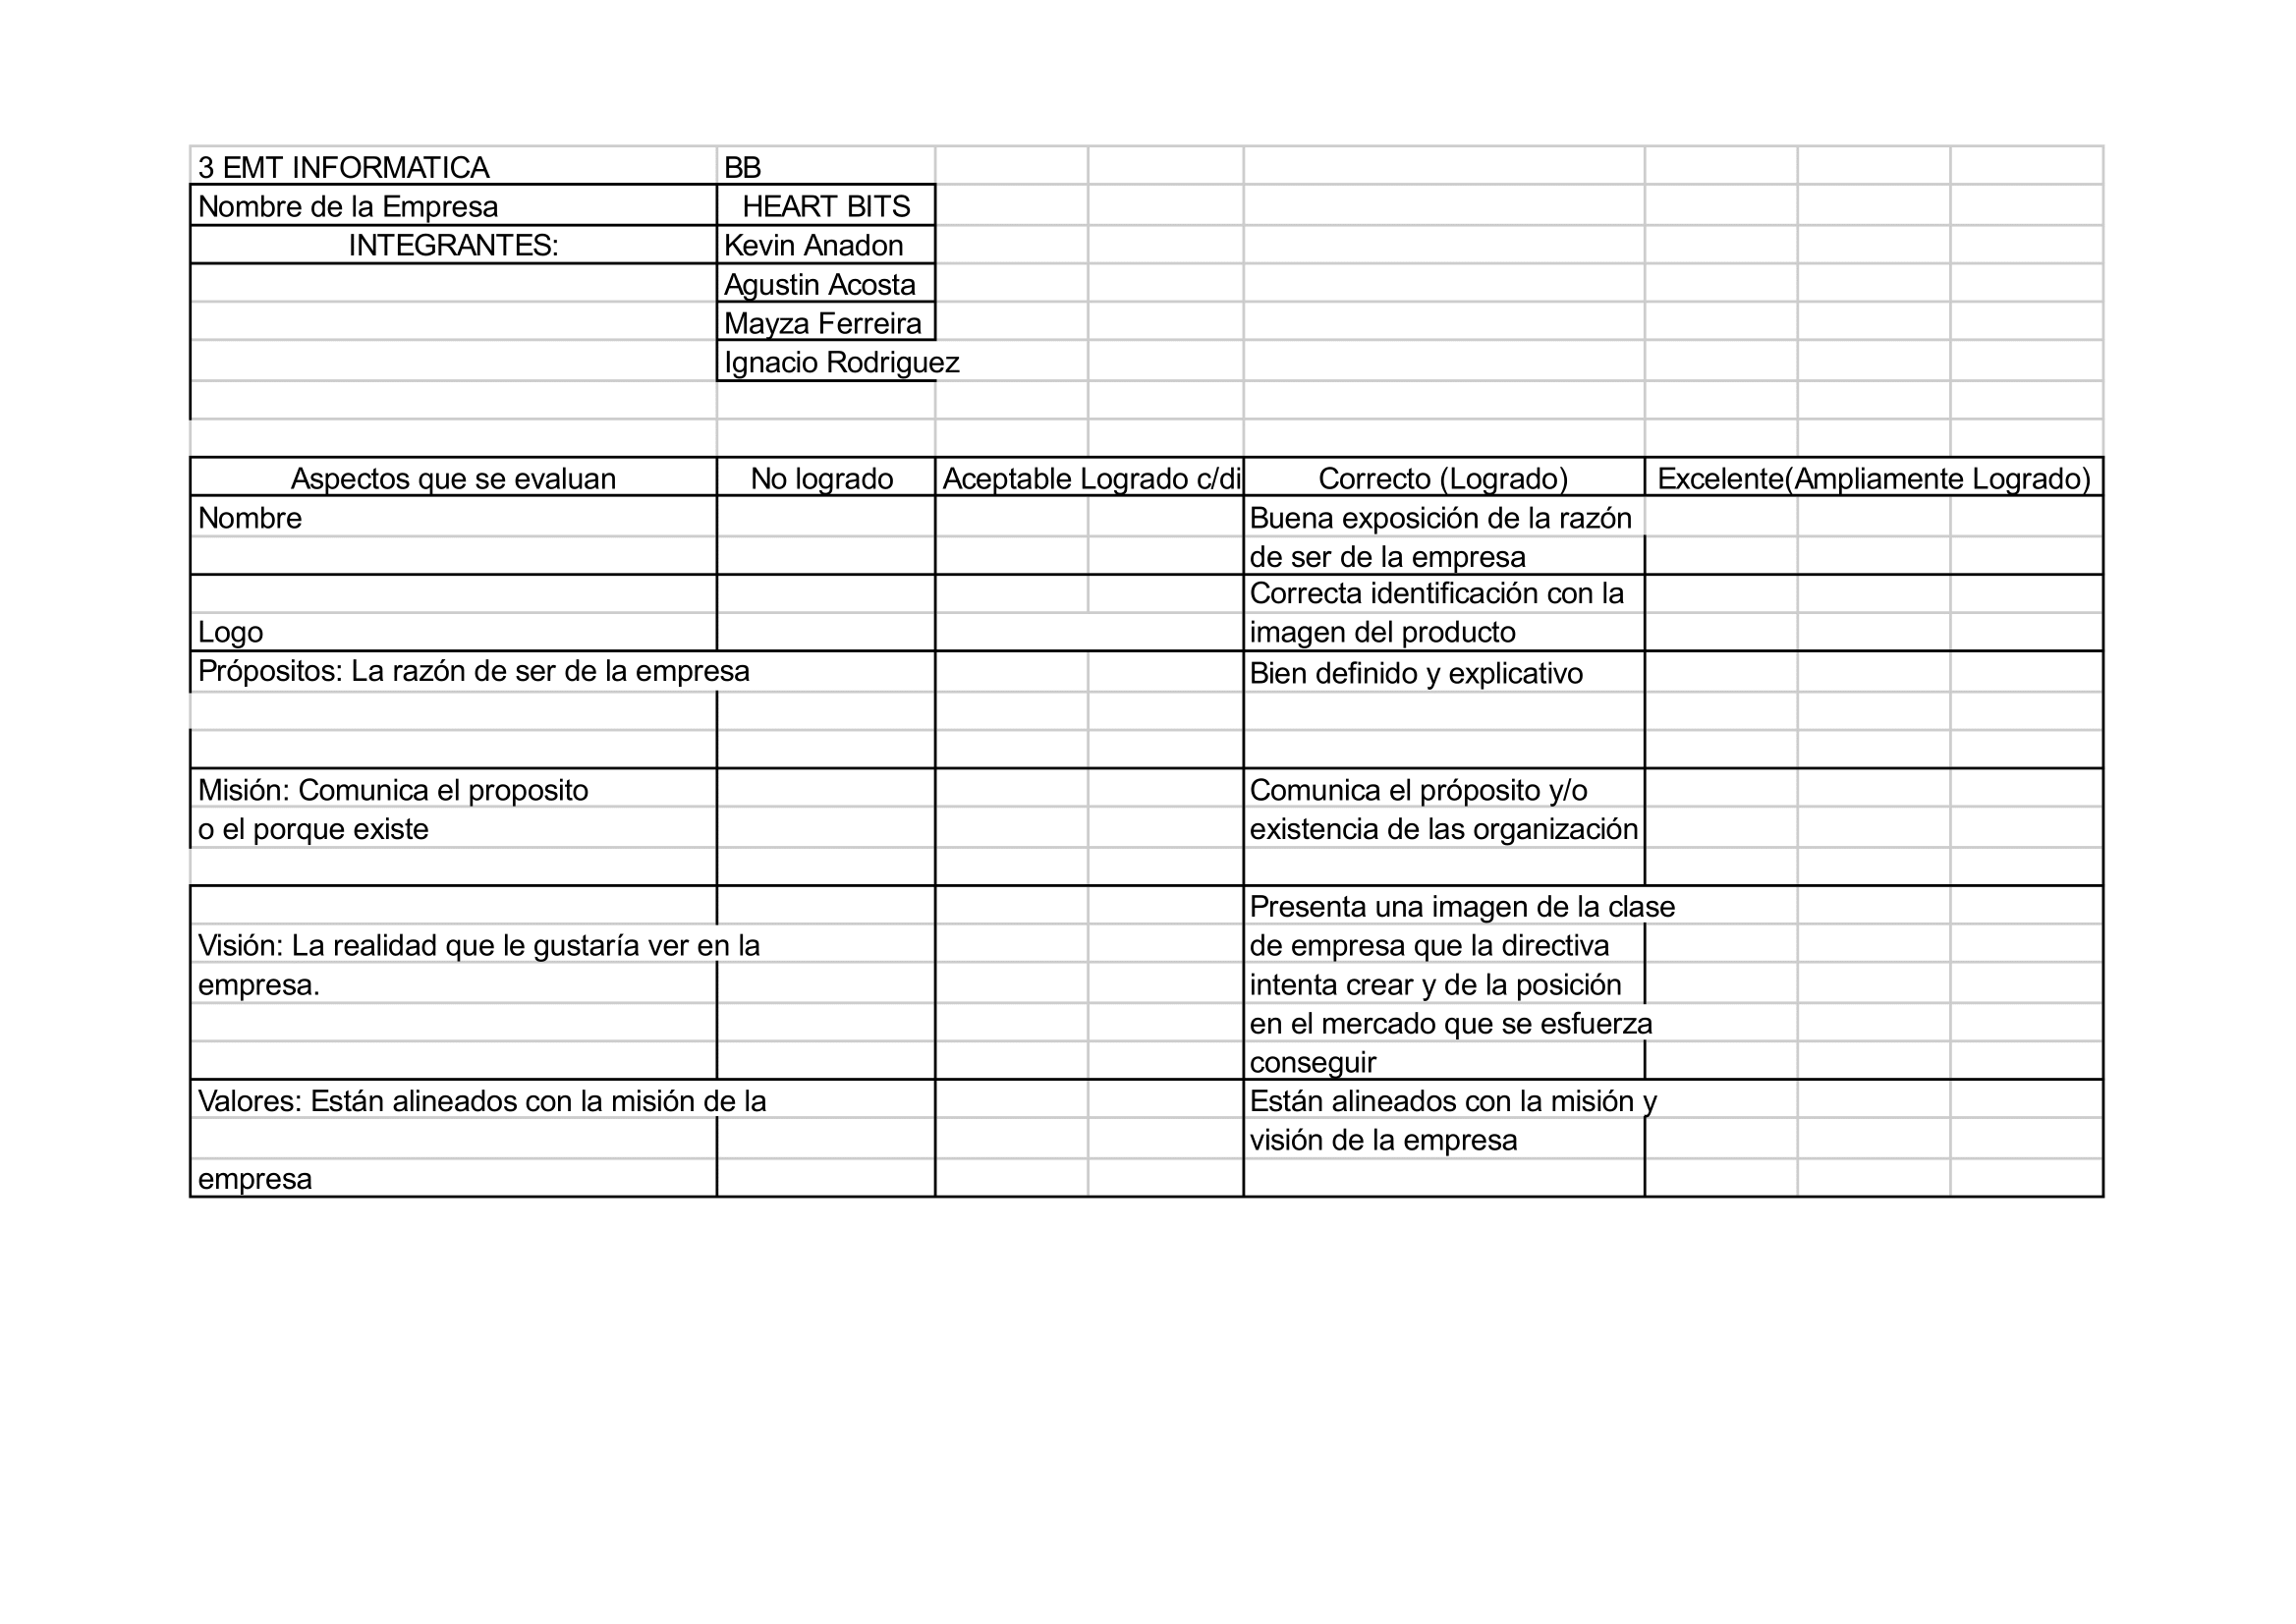 3 EMT INFORMATICA BB
Nombre de la Empresa HEART BITS
INTEGRANTES: Kevin Anadon
Agustin Acosta
Mayza Ferreira
Ignacio Rodriguez
Aspectos que se evaluan No logrado Aceptable Logrado c/di Correcto (Logrado) Excelente(Ampliamente Logrado)
Nombre Buena exposición de la razón
de ser de la empresa
Correcta identificación con la
Logo imagen del producto
Própositos: La razón de ser de la empresa Bien definido y explicativo
Misión: Comunica el proposito Comunica el próposito y/o
o el porque existe existencia de las organización
Presenta una imagen de la clase
Visión: La realidad que le gustaría ver en la de empresa que la directiva
empresa. intenta crear y de la posición
en el mercado que se esfuerza
conseguir
Valores: Están alineados con la misión de la Están alineados con la misión y
visión de la empresa
empresa